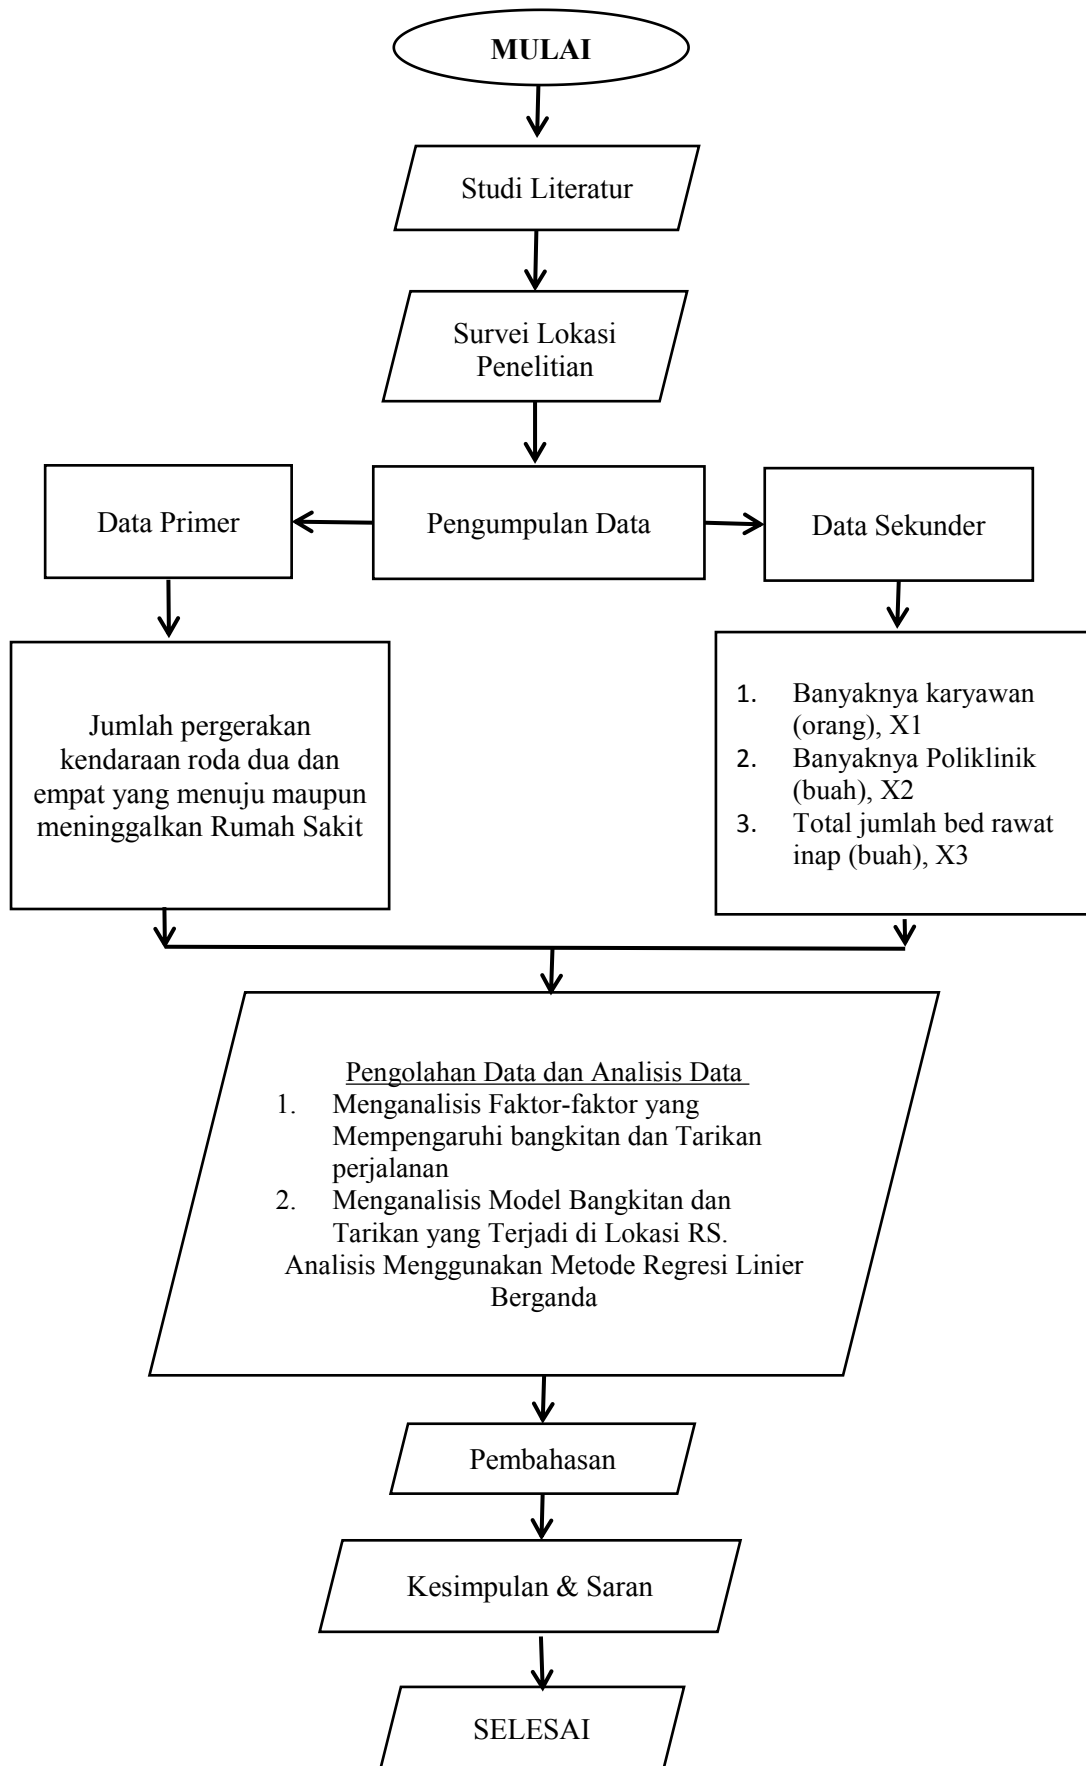 MULAI
Studi Literatur
Survei Lokasi
Penelitian
Data Primer
Pengumpulan Data
Data Sekunder
Jumlah pergerakan
kendaraan roda dua dan
empat yang menuju maupun
meninggalkan Rumah Sakit
1. Banyaknya karyawan
(orang), X1
2. Banyaknya Poliklinik
(buah), X2
3. Total jumlah bed rawat
inap (buah), X3
Pengolahan Data dan Analisis Data
1. Menganalisis Faktor-faktor yang
Mempengaruhi bangkitan dan Tarikan
perjalanan
2. Menganalisis Model Bangkitan dan
Tarikan yang Terjadi di Lokasi RS.
Analisis Menggunakan Metode Regresi Linier
Berganda
Pembahasan
Kesimpulan & Saran
SELESAI